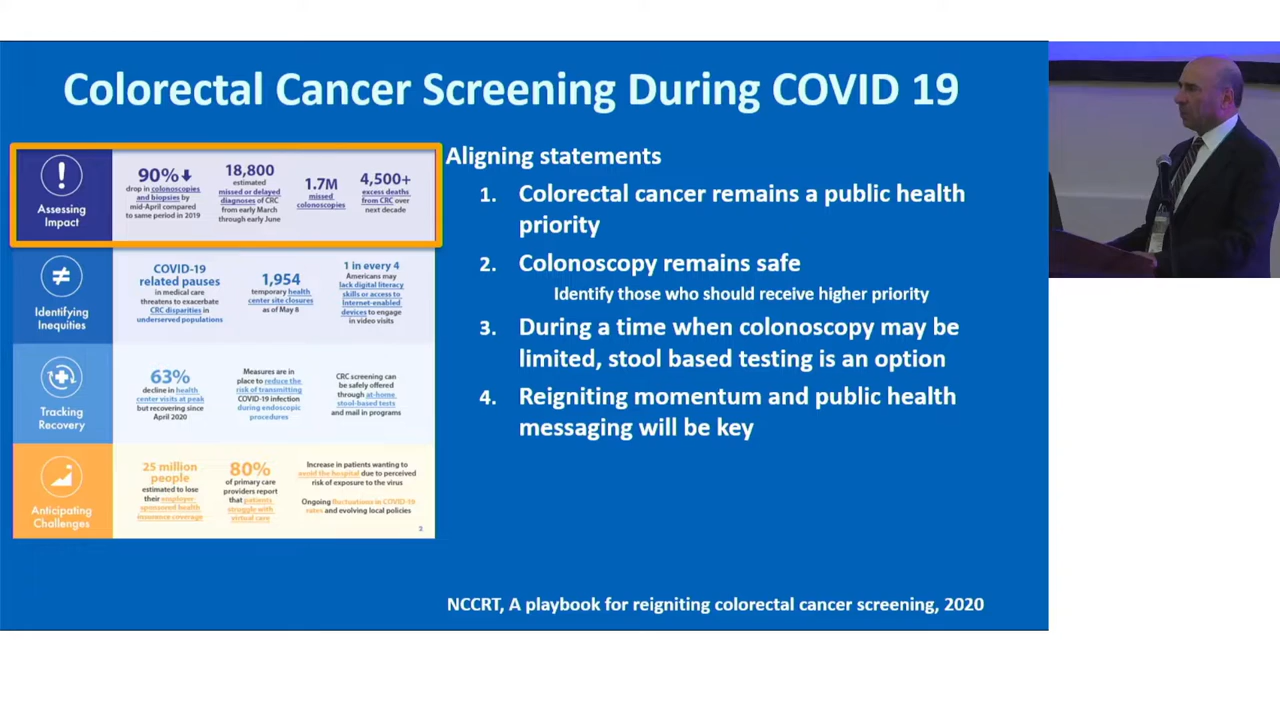 Colorectal Cancer Screening During COVID 19
!
Assessing
Impact
90%
drop in colonoscopies
and biopsies by
mid-April compared
to same period in 2019
18,800
estimated
missed or delayed
diagnoses of CRC
from early March
through early June
1.7M
missed
colonoscopies
4,500+
excess deaths
from CRC over
next decade
≠
Identifying
Inequities
COVID-19
related pauses
in medical care
threatens to exacerbate
CRC disparities in
underserved populations
1,954
temporary health
center site closures
as of May 8
1 in every 4
Americans may
lack digital literacy
skills or access to
Internet-enabled
devices to engage
in video visits
Tracking
Recovery
63%
decline in health
center visits at peak
but recovering since
April 2020
Measures are in
place to reduce the
risk of transmitting
COVID-19 infection
during endoscopic
procedures
CRC screening can
be safely offered
through at-home
stool-based tests
and mail in programs
Anticipating
Challenges
25 million
people
estimated to lose
their employer-
sponsored health
insurance coverage
80%
of primary care
providers report
that patients
struggle with
virtual care
Increase in patients wanting to
avoid the hospital due to perceived
risk of exposure to the virus
Ongoing fluctuations in COVID-19
rates and evolving local policies
2
Aligning statements
1. Colorectal cancer remains a public health
priority
2. Colonoscopy remains safe
Identify those who should receive higher priority
3. During a time when colonoscopy may be
limited, stool based testing is an option
4. Reigniting momentum and public health
messaging will be key
NCCRT, A playbook for reigniting colorectal cancer screening, 2020